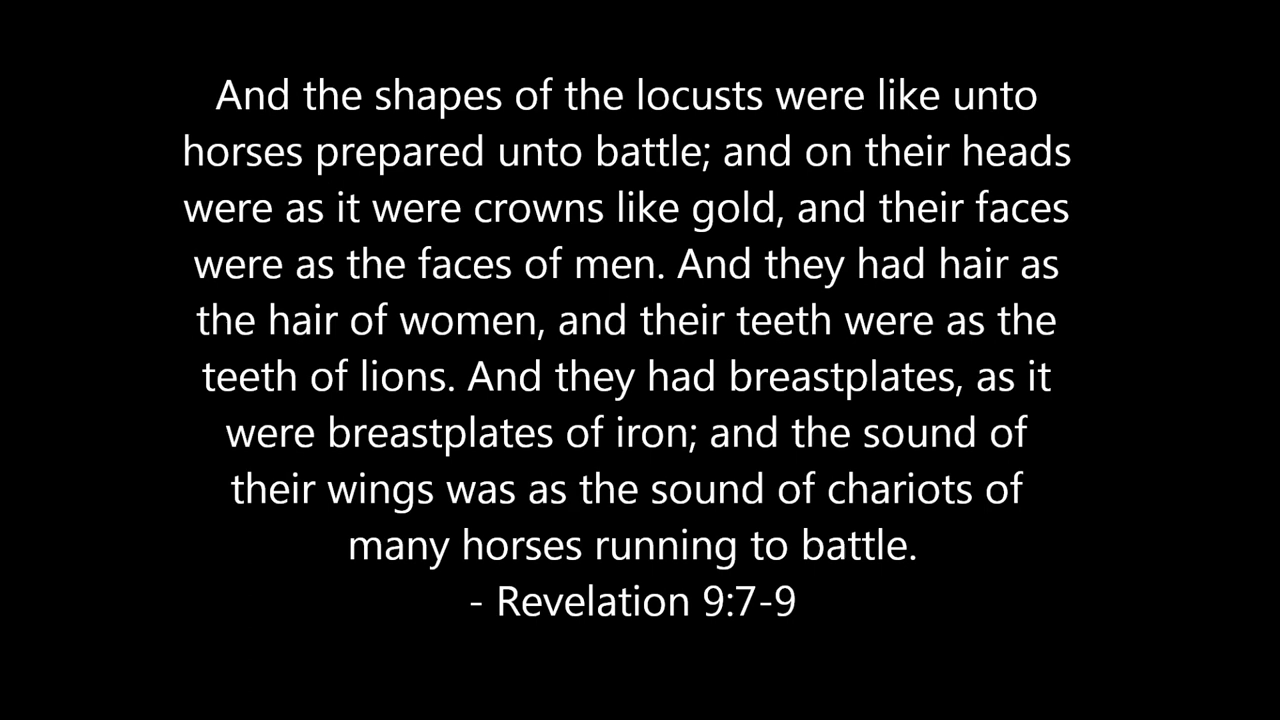 And the shapes of the locusts were like unto
horses prepared unto battle; and on their heads
were as it were crowns like gold, and their faces
were as the faces of men. And they had hair as
the hair of women, and their teeth were as the
teeth of lions. And they had breastplates, as it
were breastplates of iron; and the sound of
their wings was as the sound of chariots of
many horses running to battle.
- Revelation 9:7-9